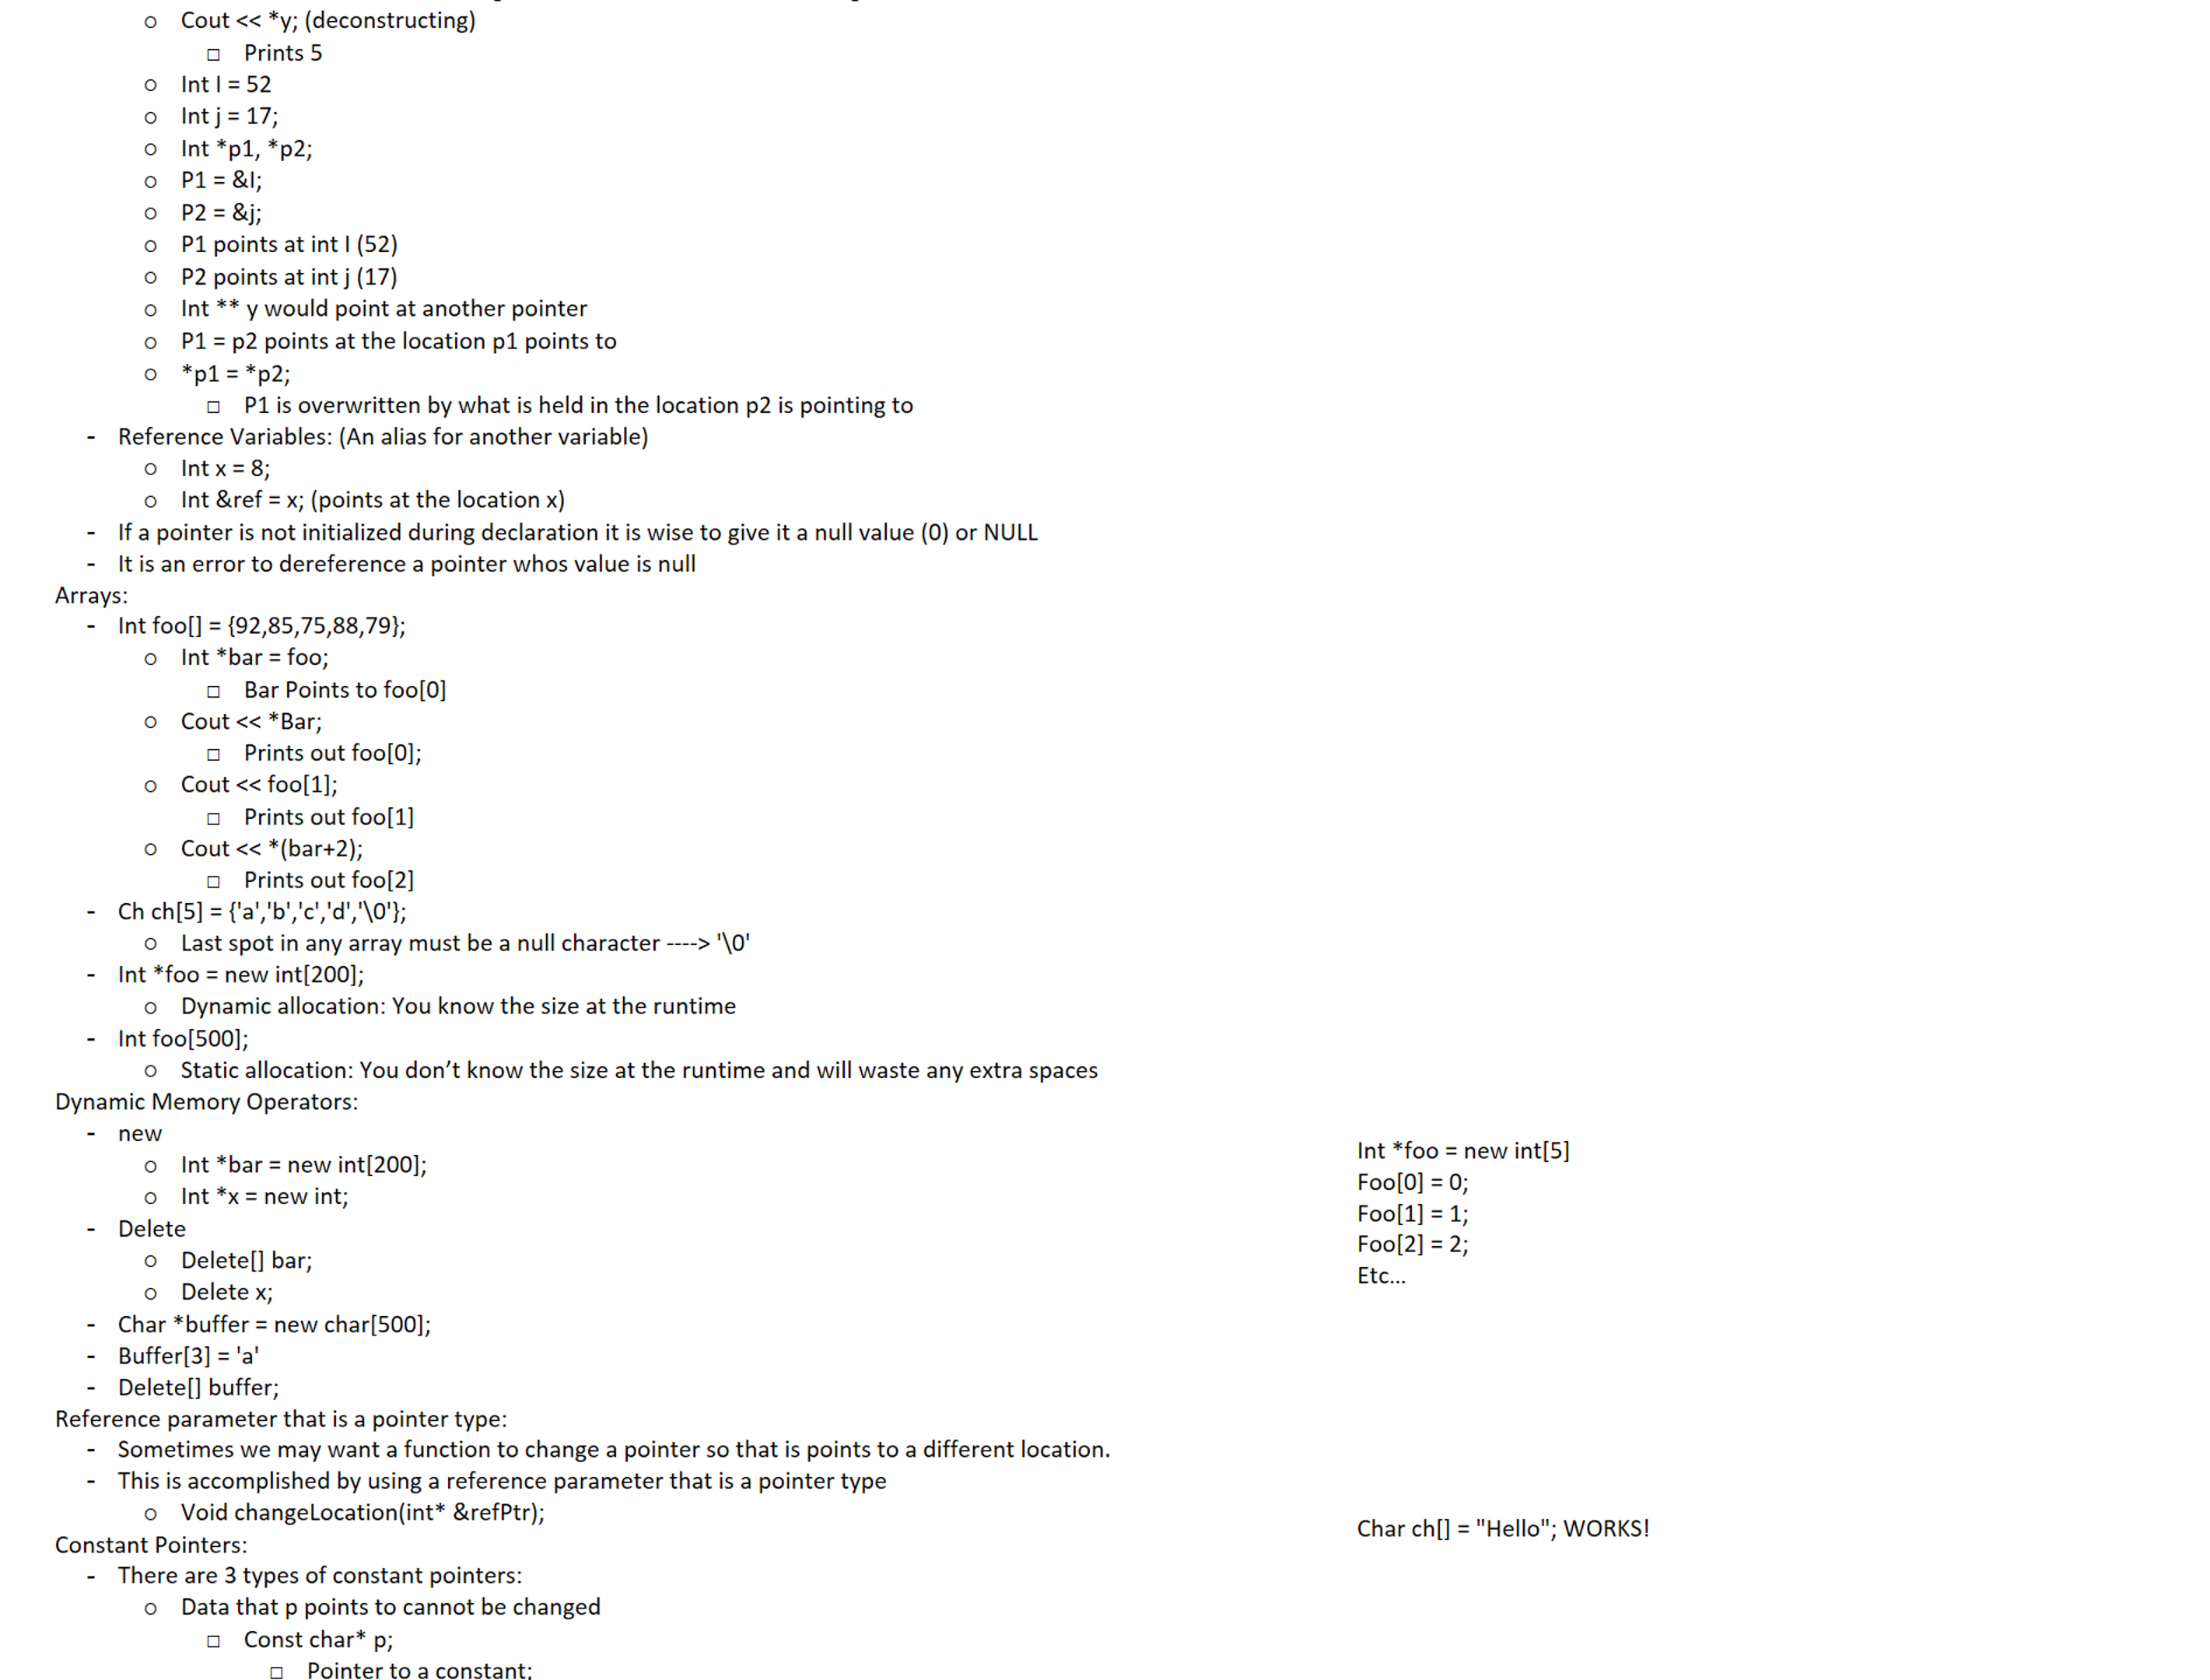 Cout << *y; (deconstructing)
Prints 5
Int I = 52
Int j = 17;
Int *p1, *p2;
P1 = &I;
P2 = &j;
P1 points at int I (52)
P2 points at int j (17)
Int ** y would point at another pointer
P1 = p2 points at the location p1 points to
*p1 = *p2;
P1 is overwritten by what is held in the location p2 is pointing to
- Reference Variables: (An alias for another variable)
Int x = 8;
Int &ref = x; (points at the location x)
- If a pointer is not initialized during declaration it is wise to give it a null value (0) or NULL
- It is an error to dereference a pointer whos value is null
Arrays:
- Int foo[] = {92,85,75,88,79};
Int *bar = foo;
Bar Points to foo[0]
Cout << *Bar;
Prints out foo[0];
Cout << foo[1];
Prints out foo[1]
Cout << *(bar+2);
Prints out foo[2]
- Ch ch[5] = {'a','b','c','d','\0'};
Last spot in any array must be a null character ----> '\0'
- Int *foo = new int[200];
Dynamic allocation: You know the size at the runtime
- Int foo[500];
Static allocation: You don’t know the size at the runtime and will waste any extra spaces
Dynamic Memory Operators:
- new
Int *bar = new int[200];
Int *x = new int;
- Delete
Delete[] bar;
Delete x;
- Char *buffer = new char[500];
- Buffer[3] = 'a'
- Delete[] buffer;
Reference parameter that is a pointer type:
- Sometimes we may want a function to change a pointer so that is points to a different location.
- This is accomplished by using a reference parameter that is a pointer type
Void changeLocation(int* &refPtr);
Constant Pointers:
- There are 3 types of constant pointers:
Data that p points to cannot be changed
Const char* p;
Pointer to a constant;
Int *foo = new int[5]
Foo[0] = 0;
Foo[1] = 1;
Foo[2] = 2;
Etc...
Char ch[] = "Hello"; WORKS!